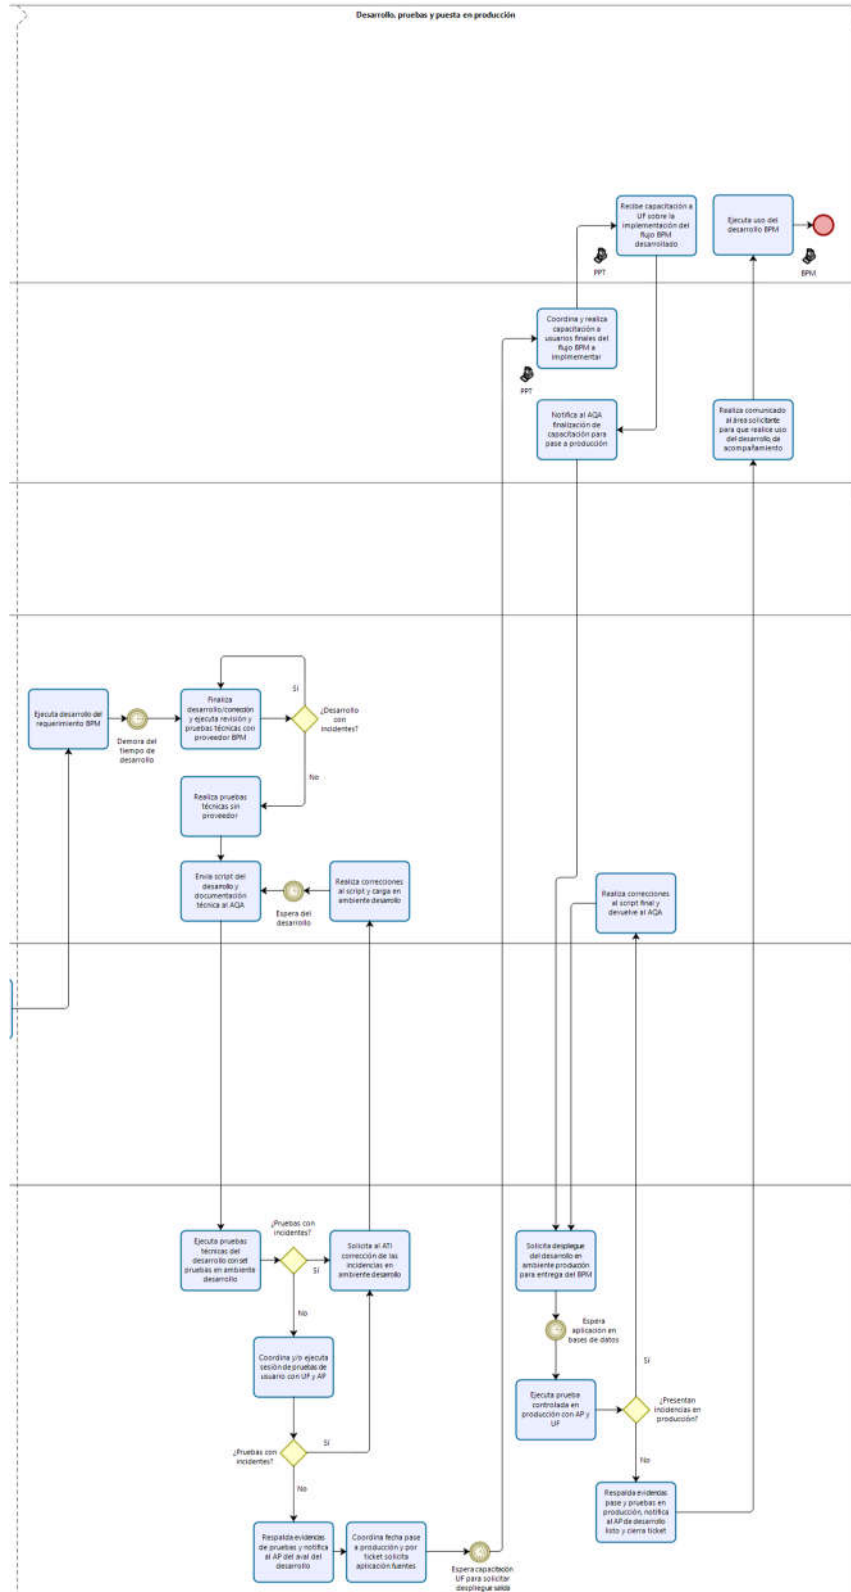 Desarrollo, pruebas y puesta en producción
Recibe capacitación a
UF sobre la
implementación del
flujo BPM
desarrollado
Ejecuta uso del
desarrollo BPM
PPT
BPM
Coordina y realiza
capacitación a
usuarios finales del
flujo BPM a
implmementar
PPT
Notifica al AQA
finalización de
capacitación para
pase a producción
Realiza comunicado
al área solicitante
para que realice uso
del desarrollo, da
acompañamiento
Ejecuta desarrollo del
requerimiento BPM
Demora del
tiempo de
desarrollo
Finaliza
desarrollo/corrección
y ejecuta revisión y
pruebas técnicas con
proveedor BPM
Sí
¿Desarrollo
con
incidentes?
No
Realiza pruebas
técnicas sin
proveedor
Envía script del
desarollo y
documentación
técnica al AQA
Espera del
desarrollo
Realiza correcciones
al script y carga en
ambiente desarrollo
Realiza correcciones
al script final y
devuelve al AQA
Ejecuta pruebas
técnicas del
desarrollo con set
pruebas en ambiente
desarrollo
¿Pruebas con
incidentes?
Sí
Solicita al ATI
corrección de las
incidencias en
ambiente desarrollo
No
Coordina y/o ejecuta
sesión de pruebas de
usuario con UF y AP
¿Pruebas con
incidentes?
Sí
No
Respalda evidencias
de pruebas y notifica
al AP del aval del
desarrollo
Coordina fecha pase
a producción y por
ticket solicita
aplicación fuentes
Espera capacitación
UF para solicitar
despliegue salida
Solicita despliegue
del desarrollo en
ambiente producción
para entrega del BPM
Espera
aplicación en
bases de datos
Ejecuta prueba
controlada en
producción con AP y
UF
Sí
¿Presentan
incidencias en
producción?
No
Respalda evidencias
pase y pruebas en
producción, notifica
al AP de desarrollo
listo y cierra ticket